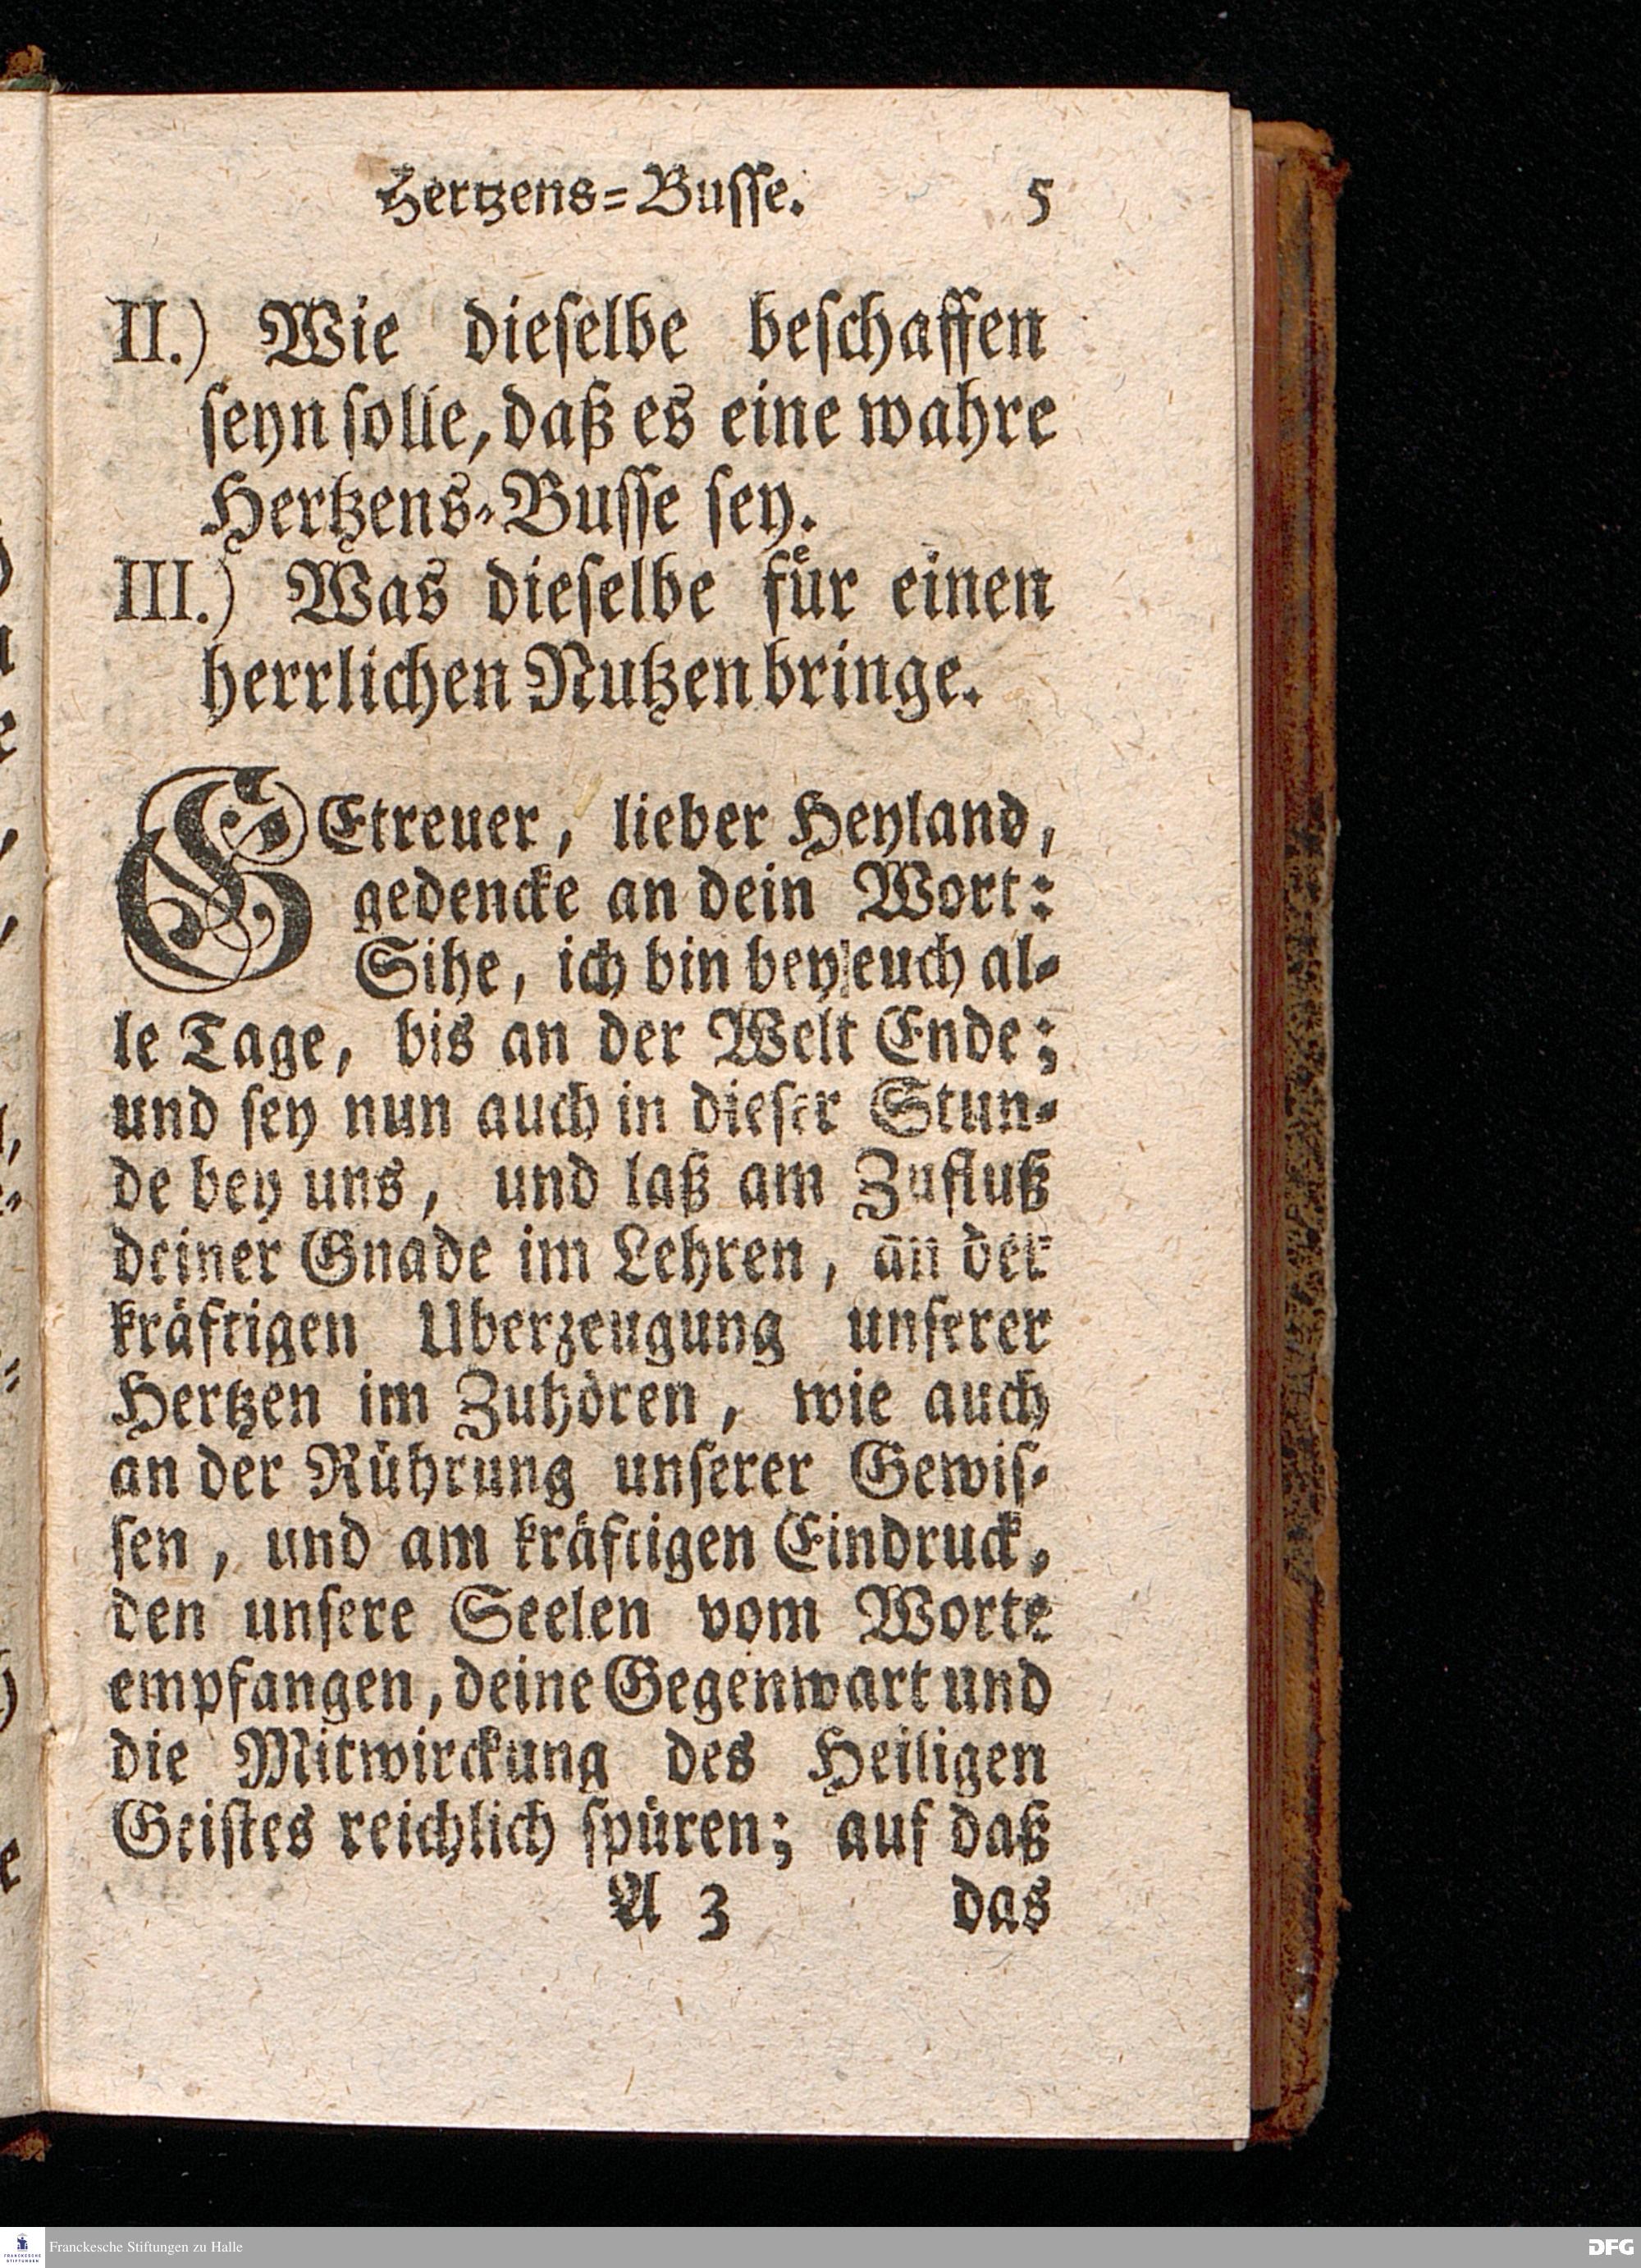 Hertzens-Busse. 5
II.) Wie dieselbe beschaffen
seyn solle, daß es eine wahre
Hertzens-Busse sey.
III.) Was dieselbe fuͤr einen
herrlichen Nutzen bringe.
GEtreuer, lieber Heyland,
gedencke an dein Wort:
Sihe, ich bin bey euch al-
le Tage, bis an der Welt Ende;
und sey nun auch in dieser Stun-
de bey uns, und laß am Zufluß
deiner Gnade im Lehren, an der
kräftigen Uberzeugung unserer
Hertzen im Zuhören, wie auch
an der Rührung unserer Gewis-
sen, und am kräftigen Eindruck,
den unsere Seelen vom Worte
empfangen, deine Gegenwart und
die Mitwirckung des Heiligen
Geistes reichlich spüren; auf daß
A 3 das
FRANCKESCHE STIFTUNGEN
Franckesche Stiftungen zu Halle
DFG